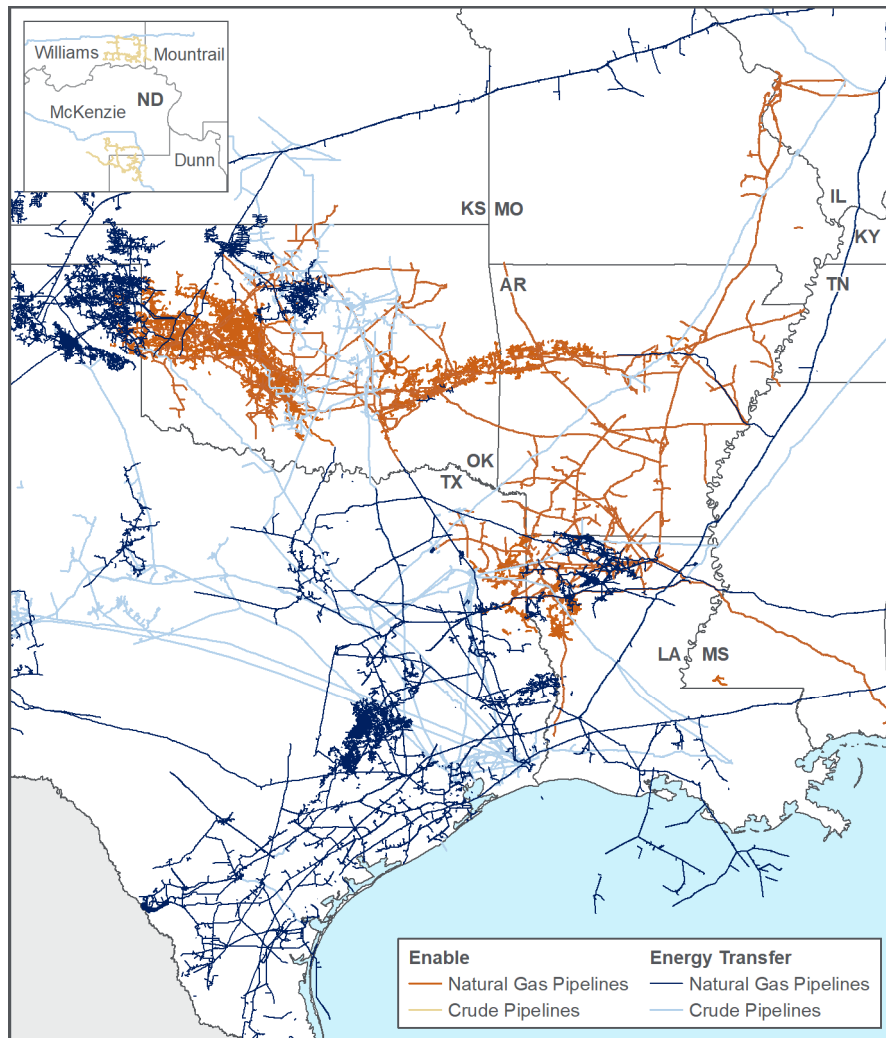 Williams
Mountrail
ND
McKenzie
Dunn
KS
MO
IL
KY
AR
TN
OK
TX
LA
MS
Enable
Natural Gas Pipelines
Crude Pipelines
Energy Transfer
Natural Gas Pipelines
Crude Pipelines